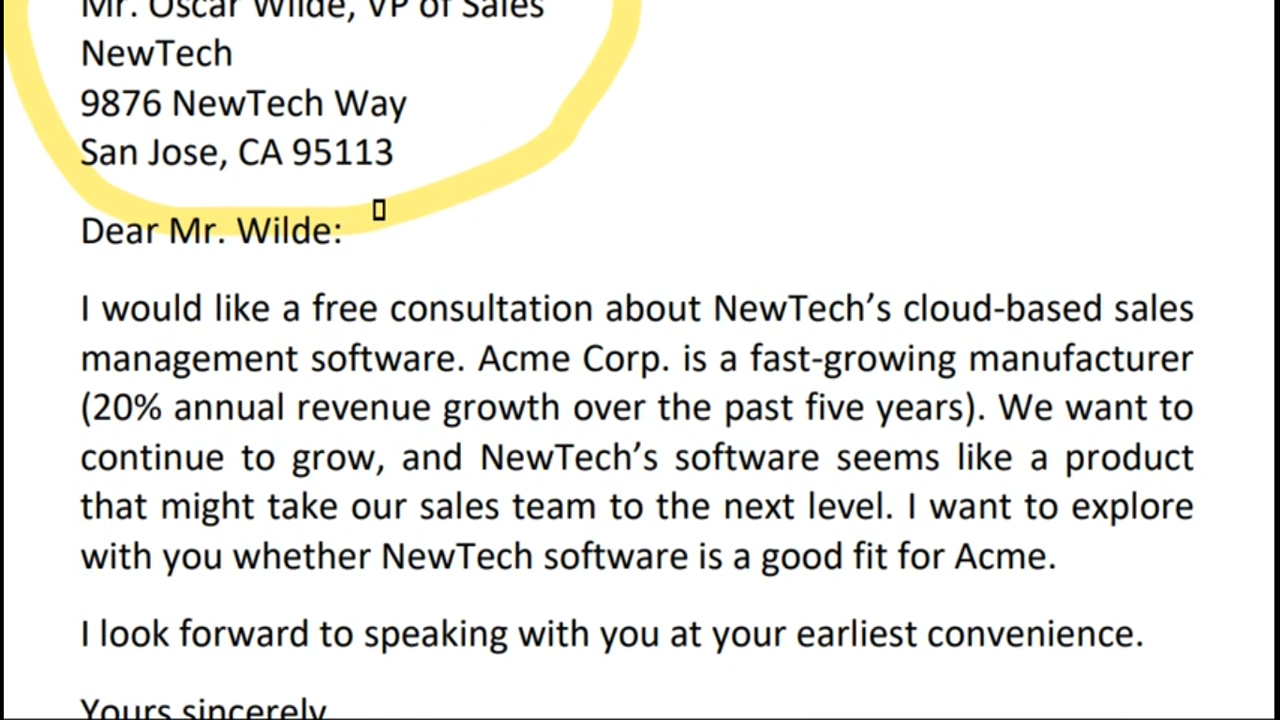 Mr. Oscar Wilde, VP of Sales
NewTech
9876 NewTech Way
San Jose, CA 95113
Dear Mr. Wilde:
I would like a free consultation about NewTech’s cloud-based sales
management software. Acme Corp. is a fast-growing manufacturer
(20% annual revenue growth over the past five years). We want to
continue to grow, and NewTech’s software seems like a product
that might take our sales team to the next level. I want to explore
with you whether NewTech software is a good fit for Acme.
I look forward to speaking with you at your earliest convenience.
Yours sincerely